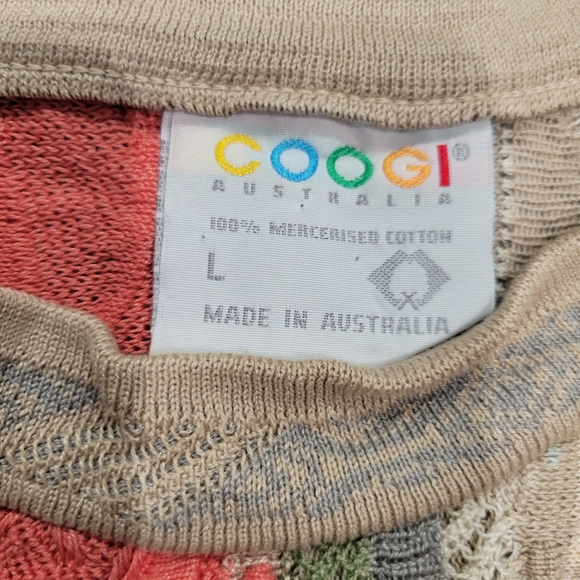 COOGI®
AUSTRALIA
100% MERCERISED COTTON
L
MADE IN AUSTRALIA